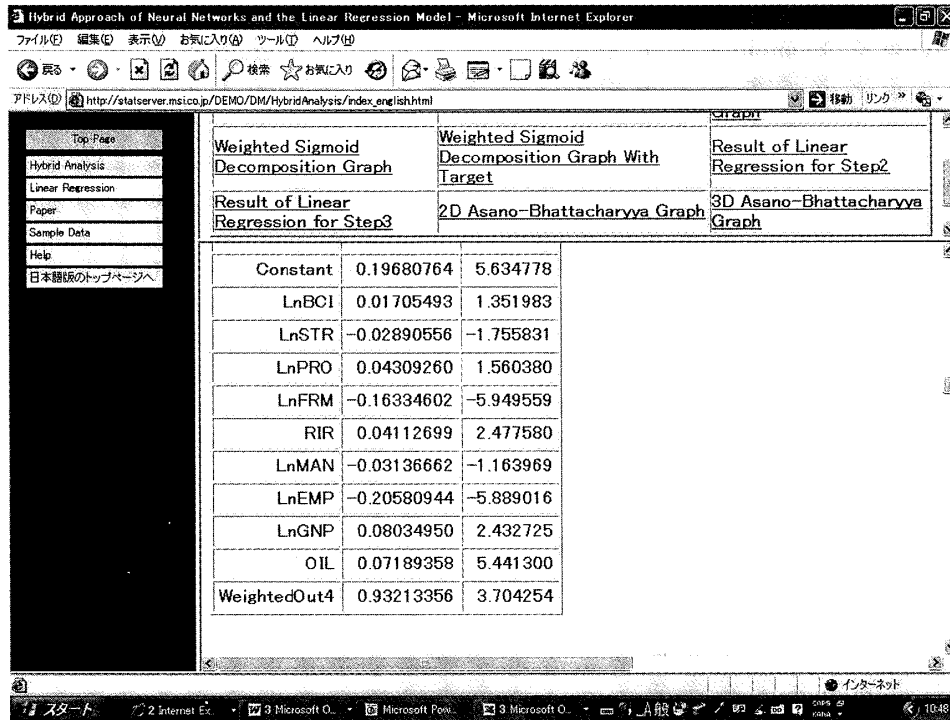 Hybrid Approach of Neural Networks and the Linear Regression Model - Microsoft Internet Explorer
ファイル(F) 編集(E) 表示(V) お気に入り(A) ツール(T) ヘルプ(H)
戻る 検索 お気に入り
アドレス(D) http://statserver.msi.co.jp/DEMO/DM/HybridAnalysis/index_english.html 移動 リンク »
Top Page
Hybrid Analysis
Linear Regression
Paper
Sample Data
Help
日本語版のトップページへ
Graph
Weighted Sigmoid Decomposition Graph
Weighted Sigmoid Decomposition Graph With Target
Result of Linear Regression for Step2
Result of Linear Regression for Step3
2D Asano-Bhattacharyya Graph
3D Asano-Bhattacharyya Graph
Constant 0.19680764 5.634778
LnBCI 0.01705493 1.351983
LnSTR -0.02890556 -1.755831
LnPRO 0.04309260 1.560380
LnFRM -0.16334602 -5.949559
RIR 0.04112699 2.477580
LnMAN -0.03136662 -1.163969
LnEMP -0.20580944 -5.889016
LnGNP 0.08034950 2.432725
OIL 0.07189358 5.441300
WeightedOut4 0.93213356 3.704254
インターネット
スタート 2 Internet Ex. 3 Microsoft O... Microsoft Pow... 3 Microsoft O... A般 CAPS KANA 10:46